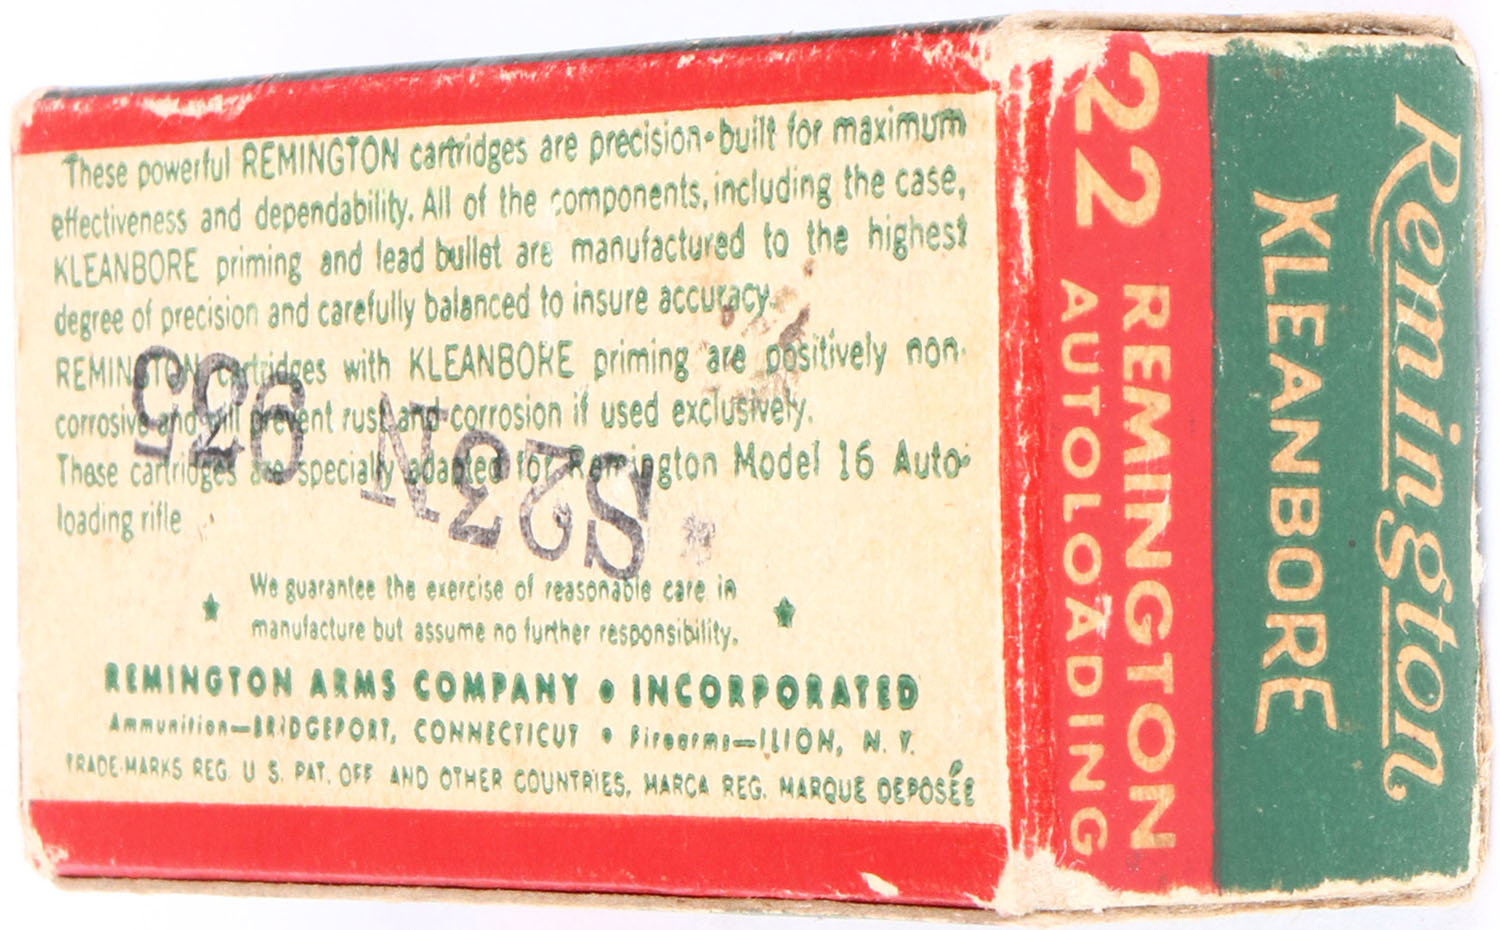 These powerful REMINGTON cartridges are precision-built for maximum
effectiveness and dependability. All of the components, including the case,
KLEANBORE priming and lead bullet are manufactured to the highest
degree of precision and carefully balanced to insure accuracy.
REMINGTON cartridges with KLEANBORE priming are positively non-
corrosive and will prevent rust and corrosion if used exclusively.
These cartridges are specially adapted for Remington Model 16 Auto-
loading rifle
We guarantee the exercise of reasonable care in
manufacture but assume no further responsibility.
REMINGTON ARMS COMPANY • INCORPORATED
Ammunition—BRIDGEPORT, CONNECTICUT • Firearms—ILION, N. Y.
TRADE-MARKS REG. U S. PAT. OFF AND OTHER COUNTRIES, MARCA REG. MARQUE DEPOSÉE
S23N
Remington
KLEANBORE
22 REMINGTON
AUTOLOADING